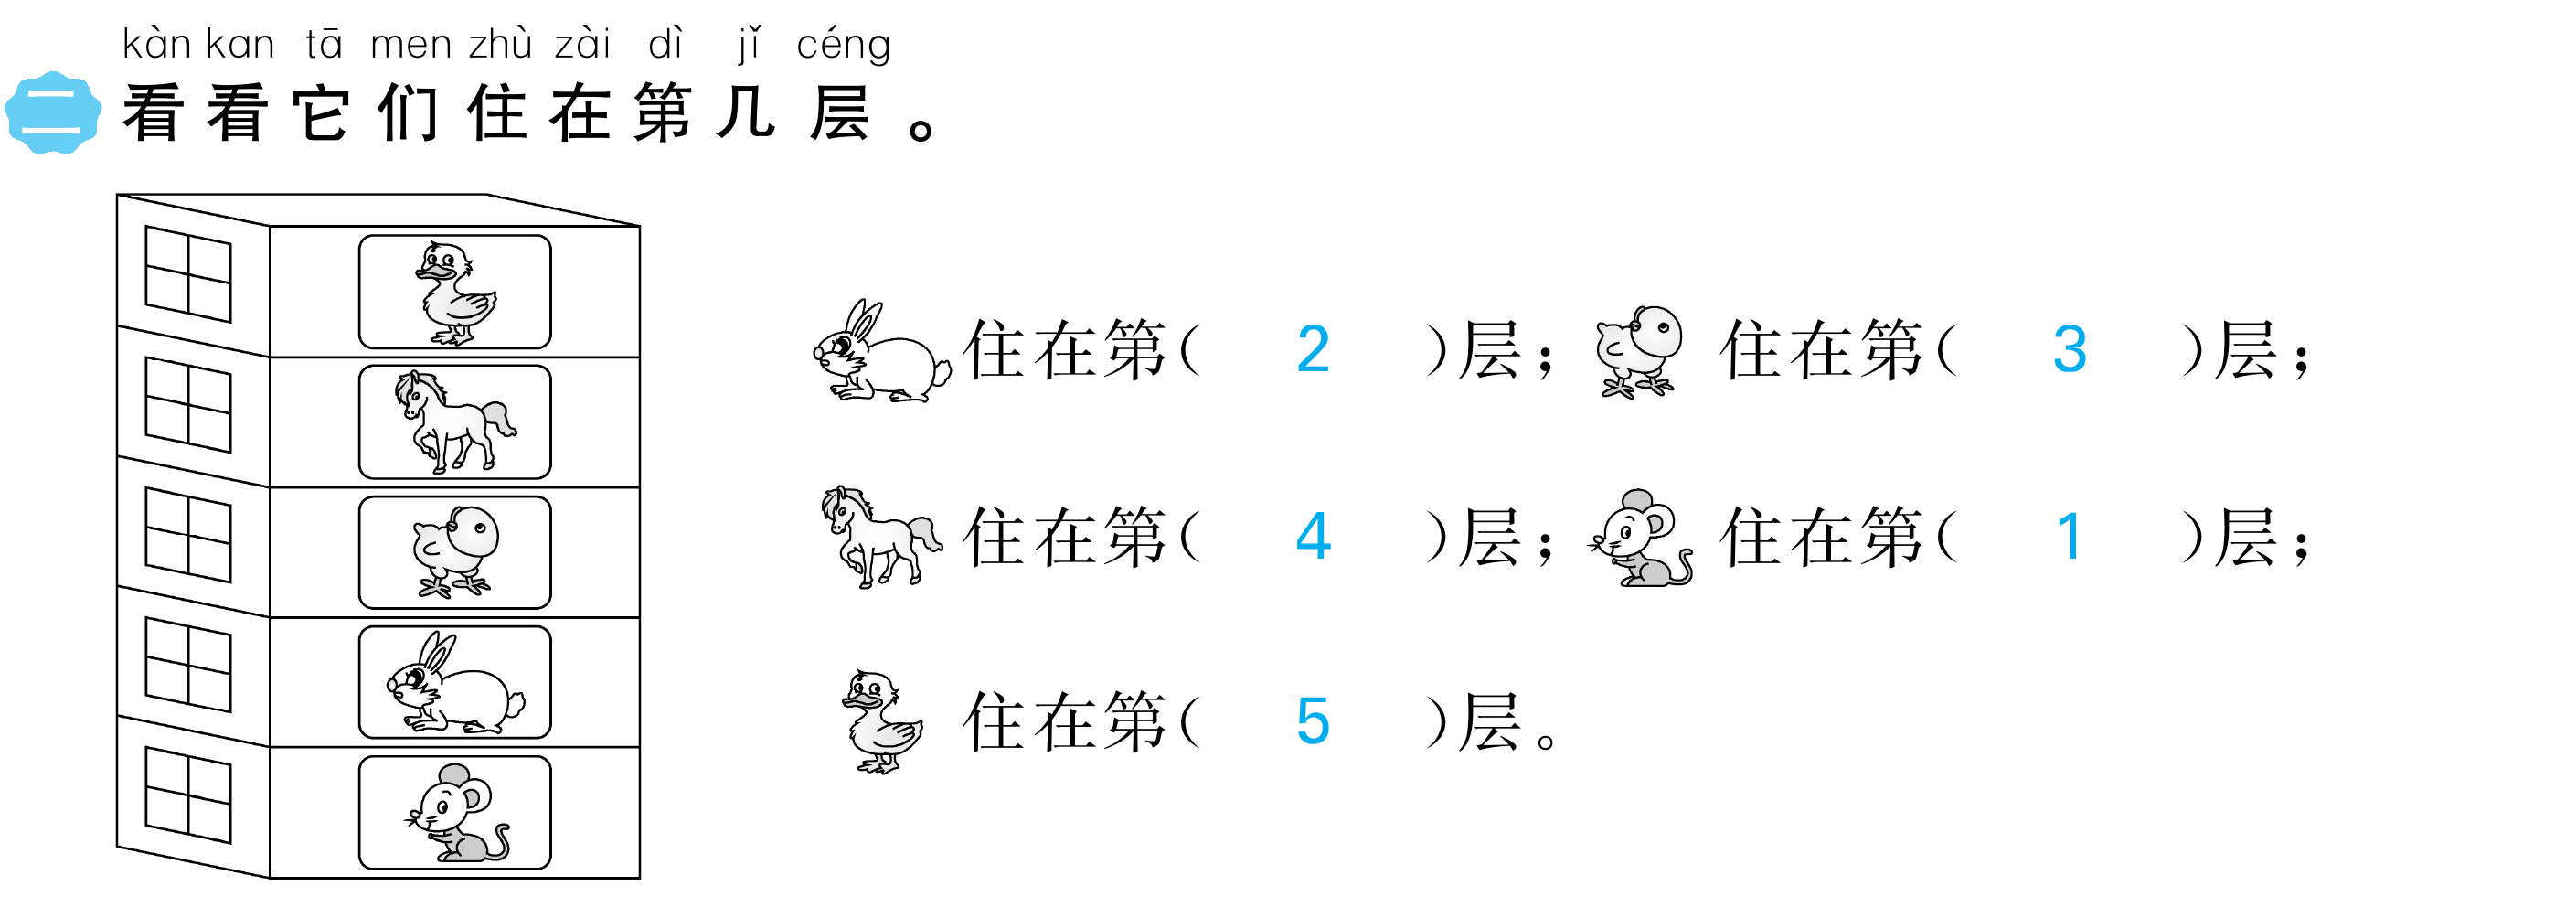 kàn kan tā men zhù zài dì jǐ céng
二 看看它们住在第几层。
住在第( 2 )层; 住在第( 3 )层;
住在第( 4 )层; 住在第( 1 )层;
住在第( 5 )层。